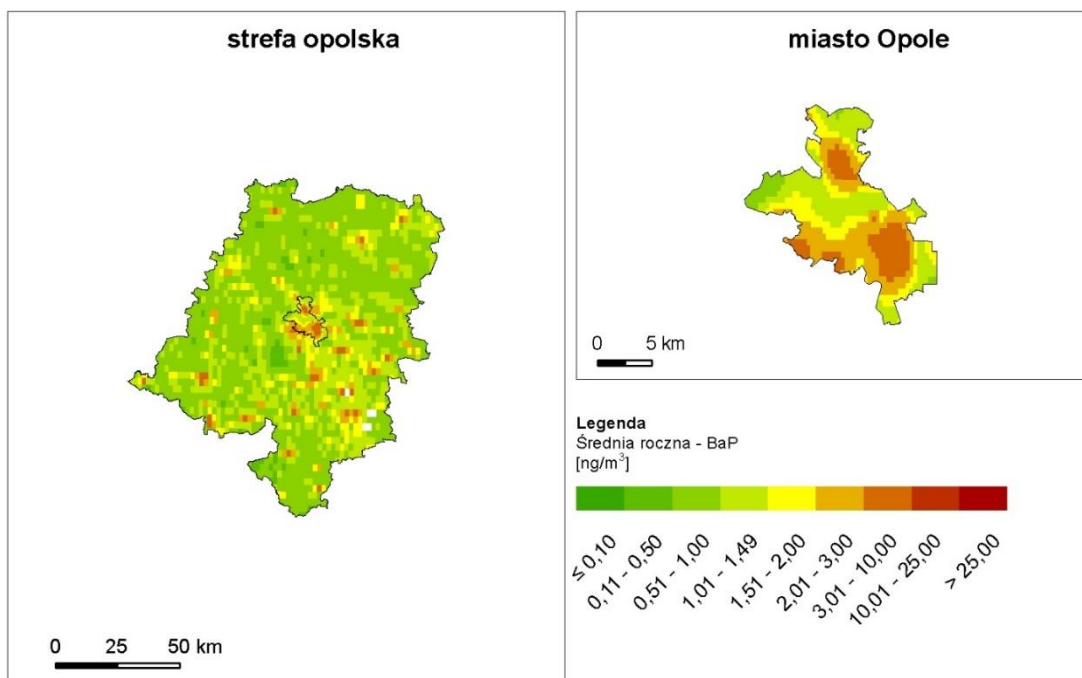 strefa opolska
0 25 50 km
miasto Opole
0 5 km
Legenda
Średnia roczna - BaP
[ng/m³]
≤ 0,10
0,11 - 0,50
0,51 - 1,00
1,01 - 1,49
1,51 - 2,00
2,01 - 3,00
3,01 - 10,00
10,01 - 25,00
> 25,00